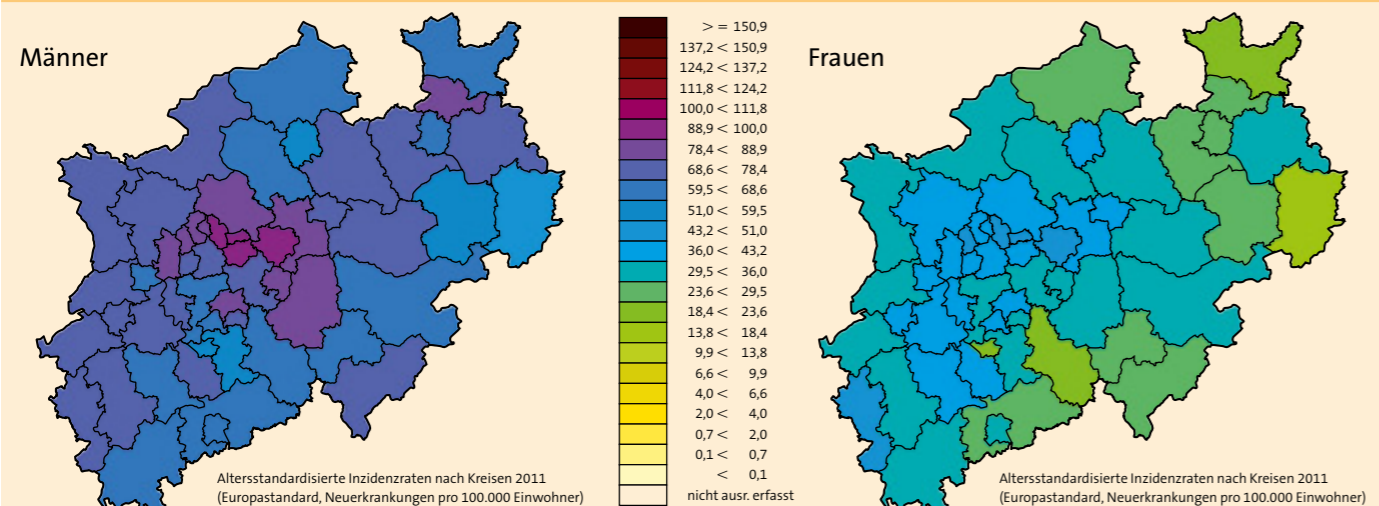 Männer
> = 150,9
137,2 < 150,9
124,2 < 137,2
111,8 < 124,2
100,0 < 111,8
88,9 < 100,0
78,4 < 88,9
68,6 < 78,4
59,5 < 68,6
51,0 < 59,5
43,2 < 51,0
36,0 < 43,2
29,5 < 36,0
23,6 < 29,5
18,4 < 23,6
13,8 < 18,4
9,9 < 13,8
6,6 < 9,9
4,0 < 6,6
2,0 < 4,0
0,7 < 2,0
0,1 < 0,7
< 0,1
nicht ausr. erfasst
Frauen
Altersstandardisierte Inzidenzraten nach Kreisen 2011
(Europastandard, Neuerkrankungen pro 100.000 Einwohner)
Altersstandardisierte Inzidenzraten nach Kreisen 2011
(Europastandard, Neuerkrankungen pro 100.000 Einwohner)